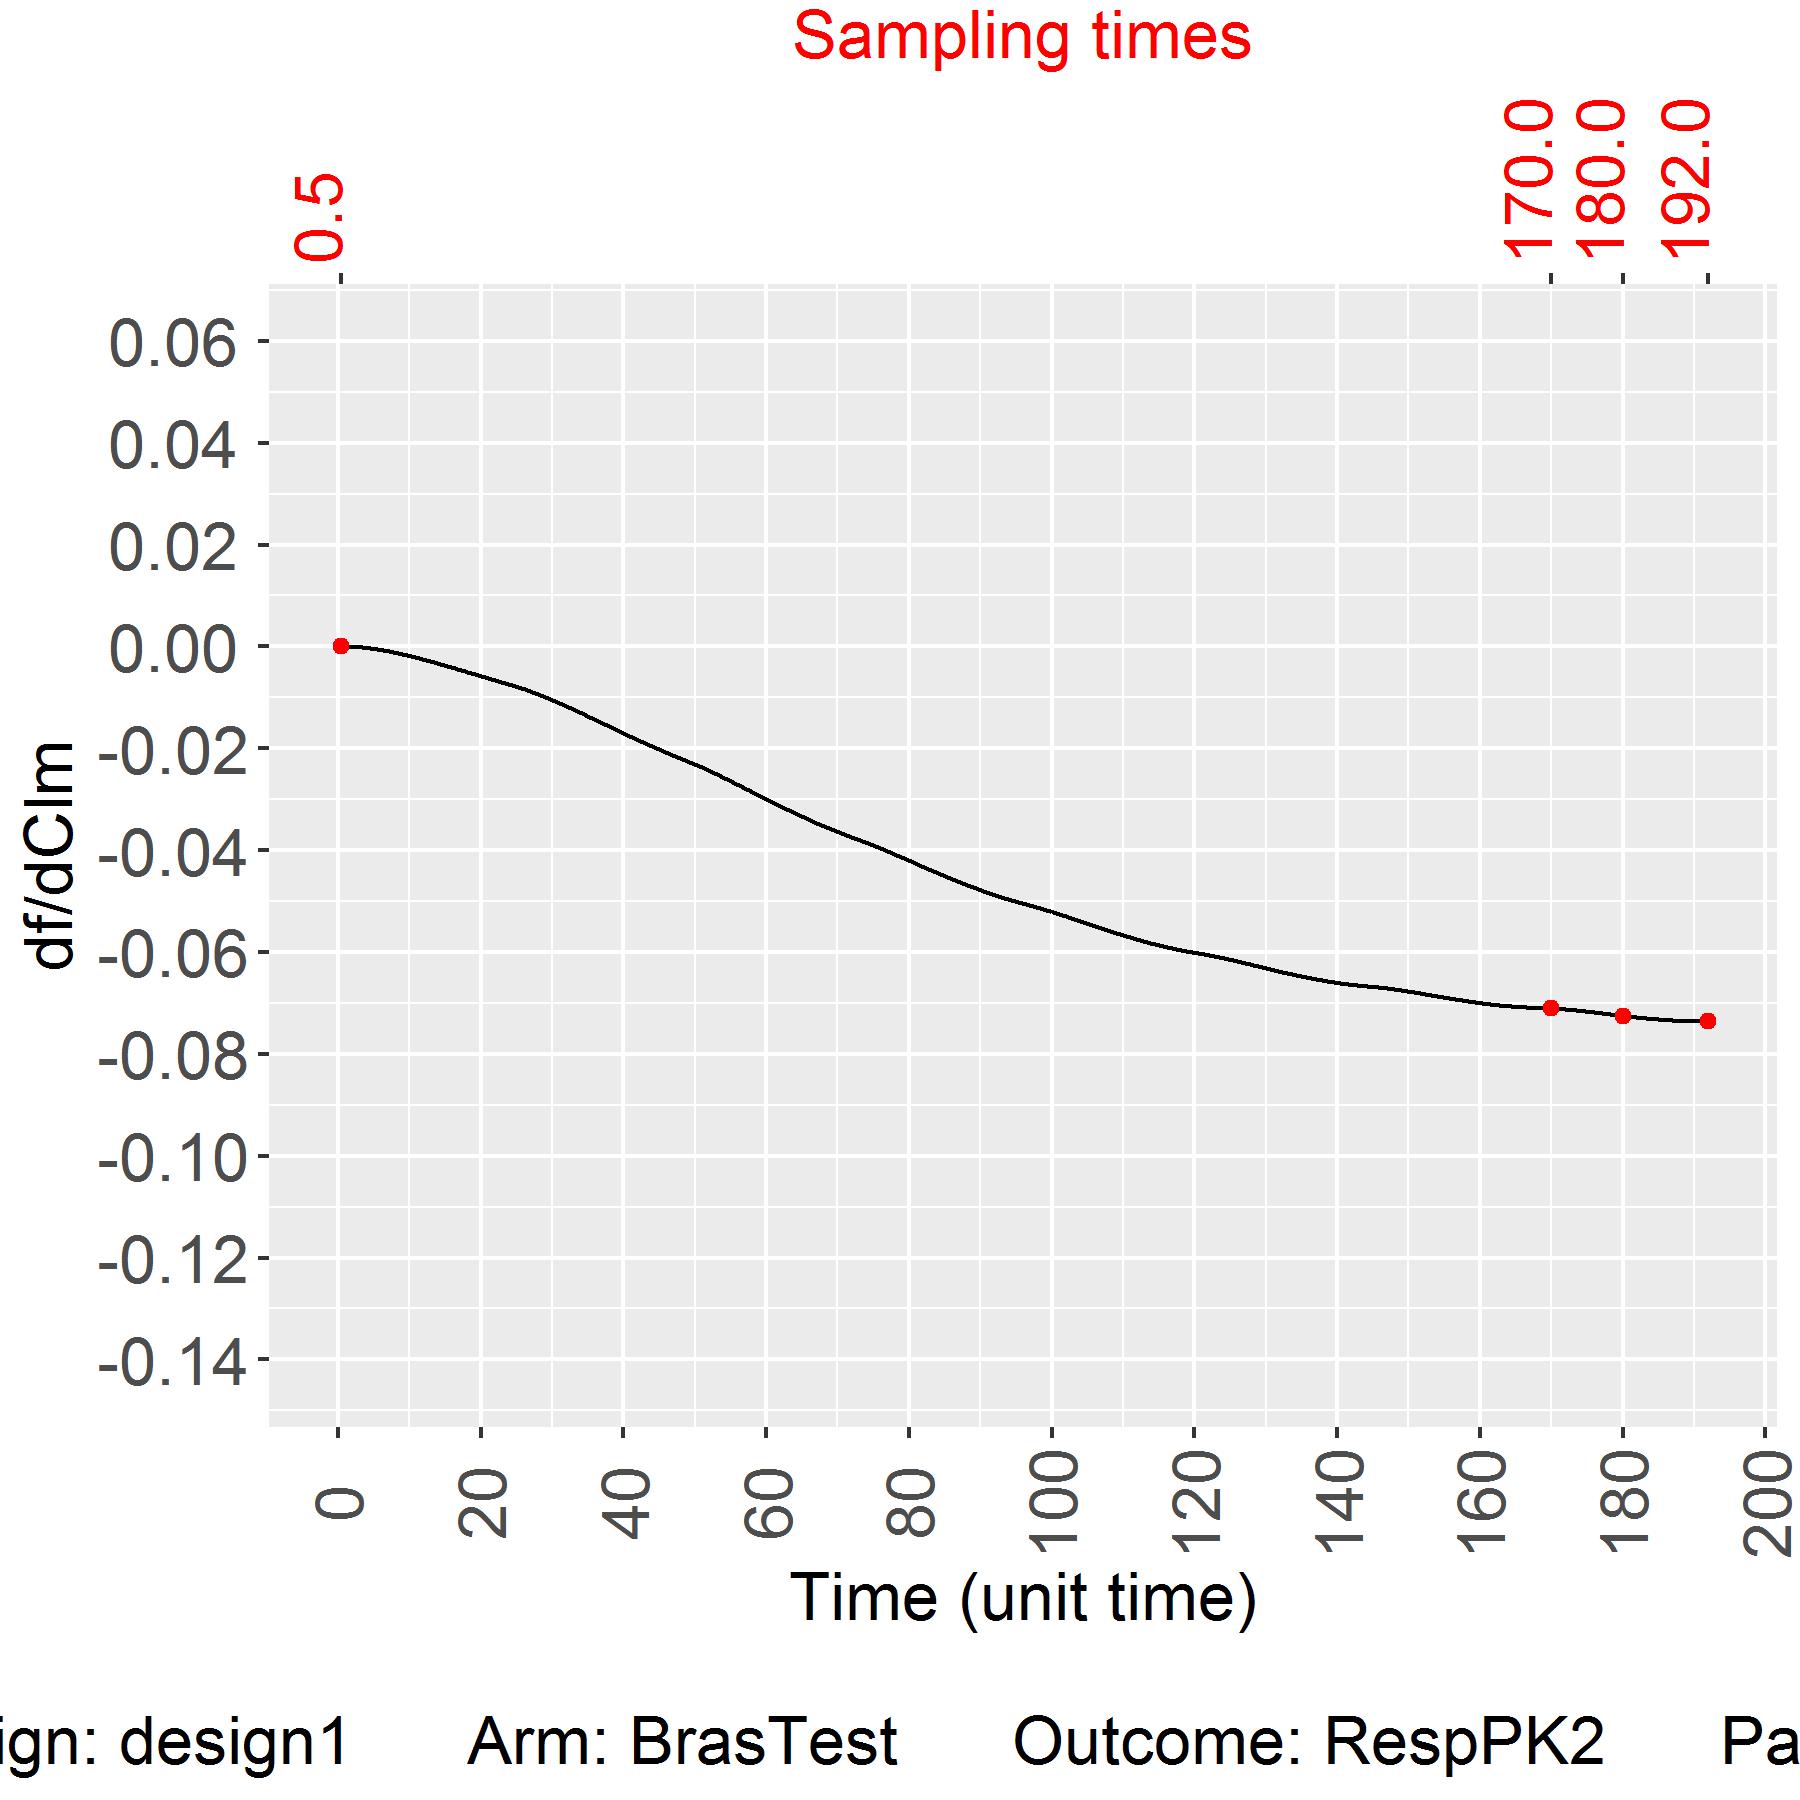 Sampling times
0.5 170.0 180.0 192.0
0.06
0.04
0.02
0.00
-0.02
-0.04
-0.06
-0.08
-0.10
-0.12
-0.14
df/dClm
0 20 40 60 80 100 120 140 160 180 200
Time (unit time)
ign: design1 Arm: BrasTest Outcome: RespPK2 Pa